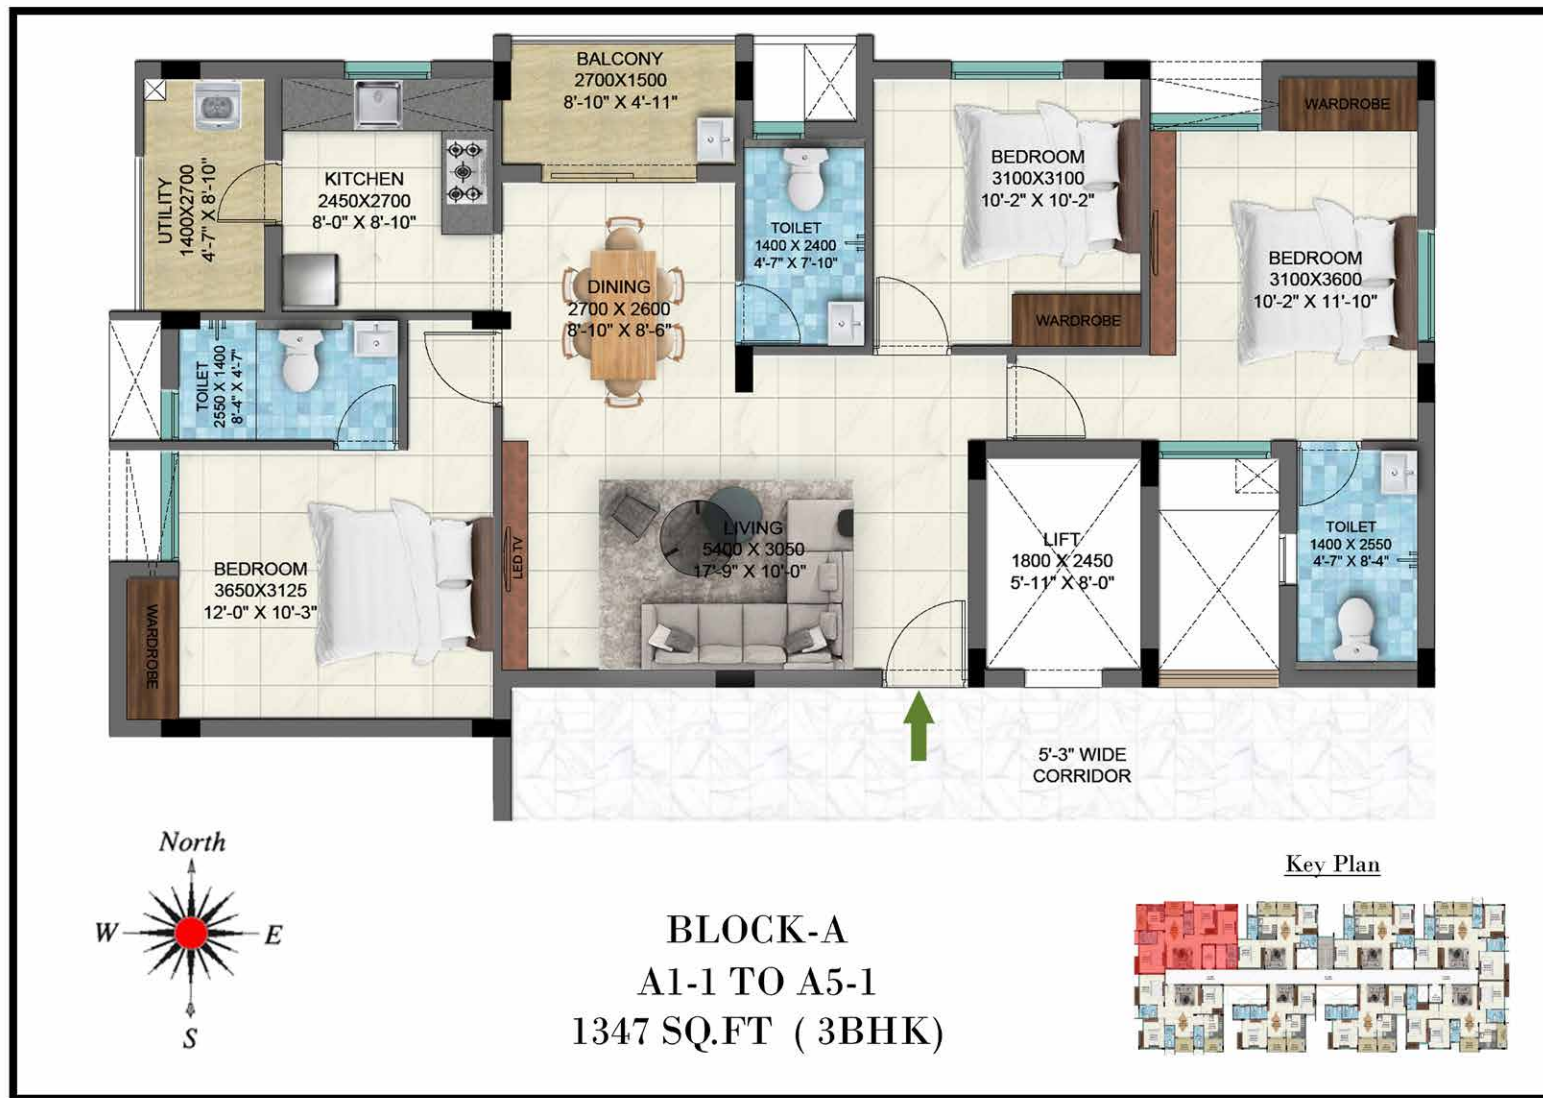 BALCONY
2700X1500
8'-10" X 4'-11"
WARDROBE
UTILITY
1400X2700
4'-7" X 8'-10"
KITCHEN
2450X2700
8'-0" X 8'-10"
BEDROOM
3100X3100
10'-2" X 10'-2"
TOILET
1400 X 2400
4'-7" X 7'-10"
BEDROOM
3100X3600
10'-2" X 11'-10"
DINING
2700 X 2600
8'-10" X 8'-6"
WARDROBE
TOILET
2550 X 1400
8'-4" X 4'-7"
LIVING
5400 X 3050
17'-9" X 10'-0"
LED TV
LIFT
1800 X 2450
5'-11" X 8'-0"
TOILET
1400 X 2550
4'-7" X 8'-4"
BEDROOM
3650X3125
12'-0" X 10'-3"
WARDROBE
5'-3" WIDE
CORRIDOR
North
W
E
S
Key Plan
BLOCK-A
A1-1 TO A5-1
1347 SQ.FT ( 3BHK)